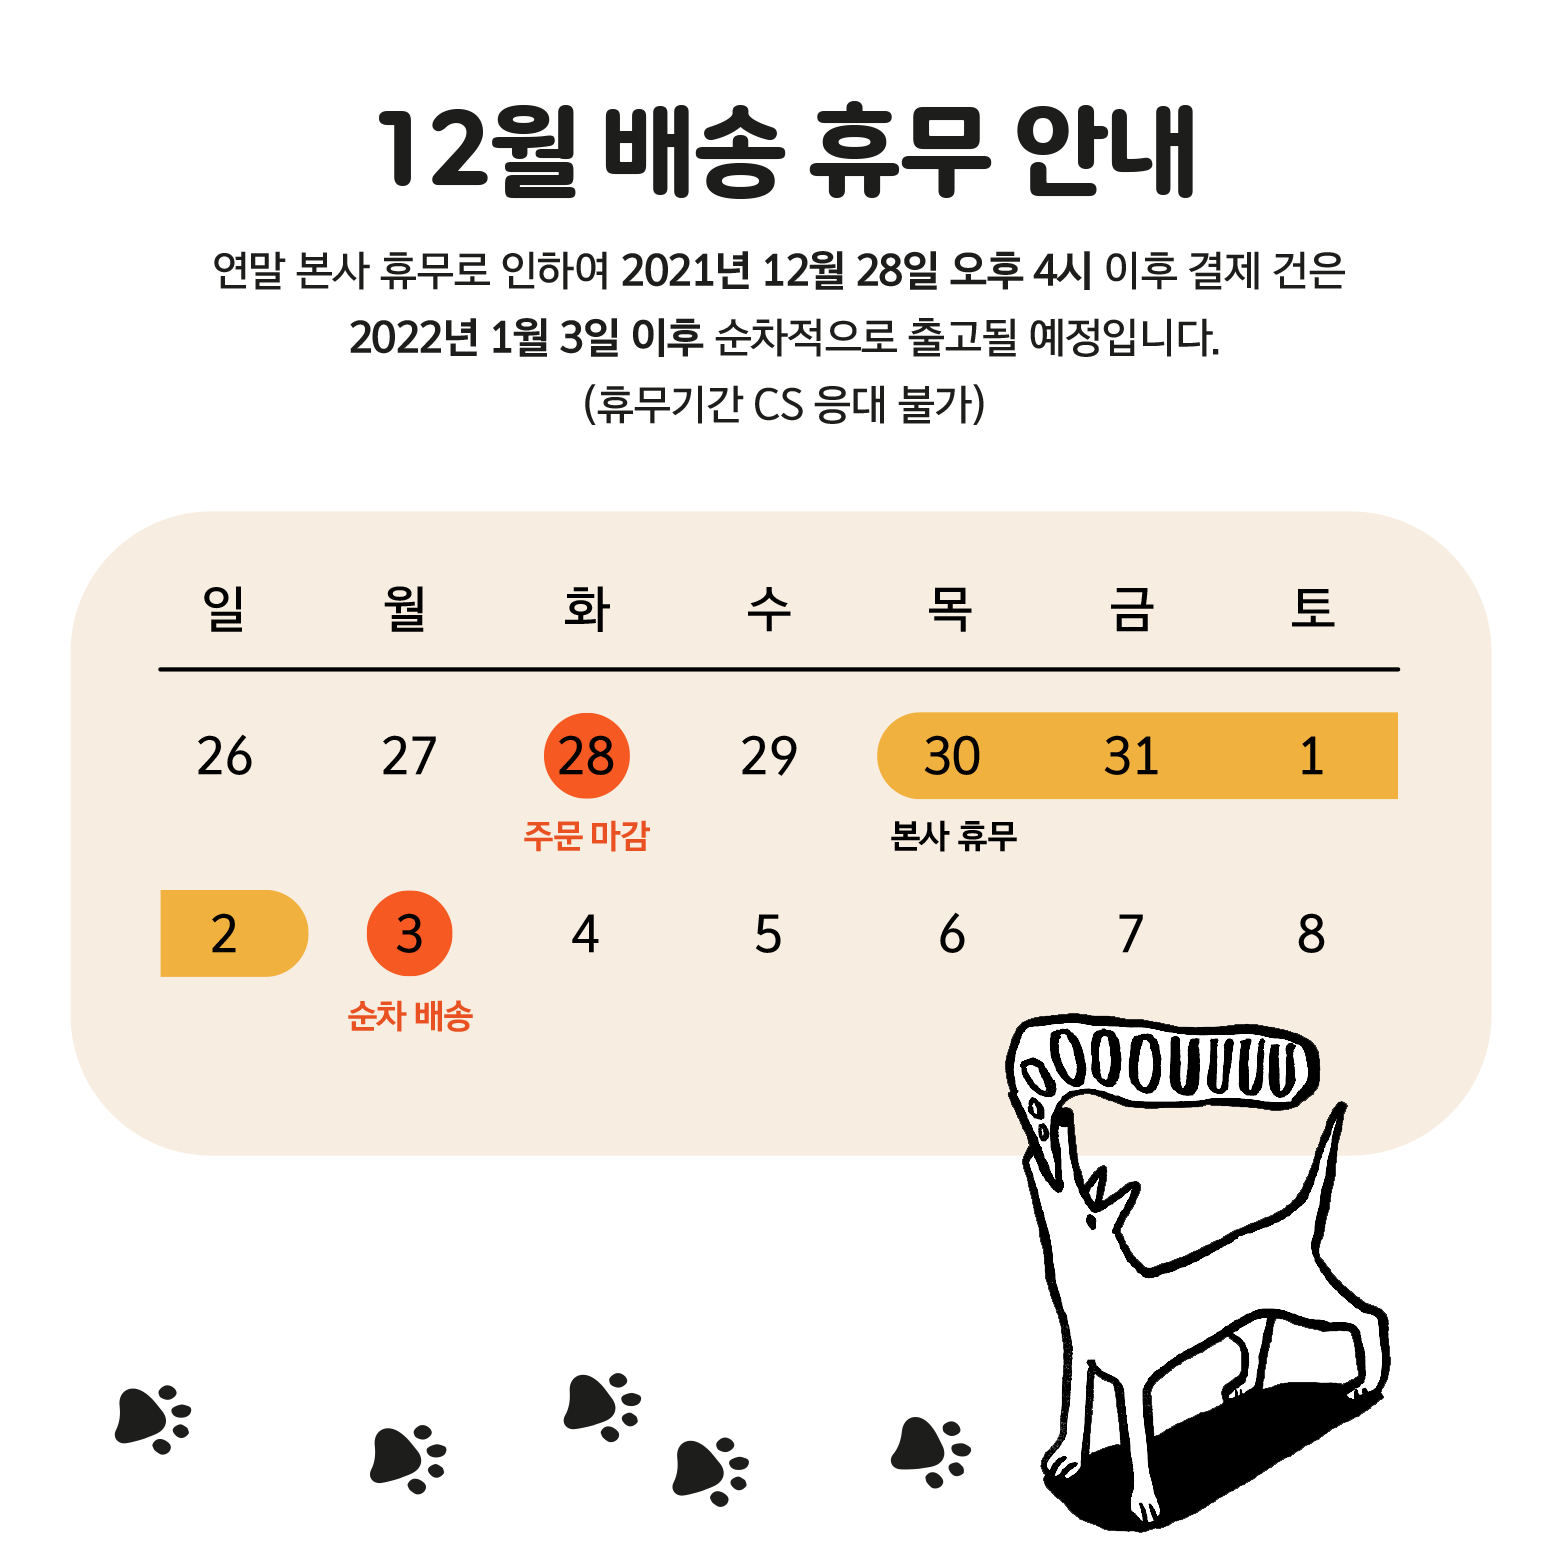 12월 배송 휴무 안내
연말 본사 휴무로 인하여 2021년 12월 28일 오후 4시 이후 결제 건은
2022년 1월 3일 이후 순차적으로 출고될 예정입니다.
(휴무기간 CS 응대 불가)
일 월 화 수 목 금 토
26 27 28 29 30 31 1
주문 마감 본사 휴무
2 3 4 5 6 7 8
순차 배송